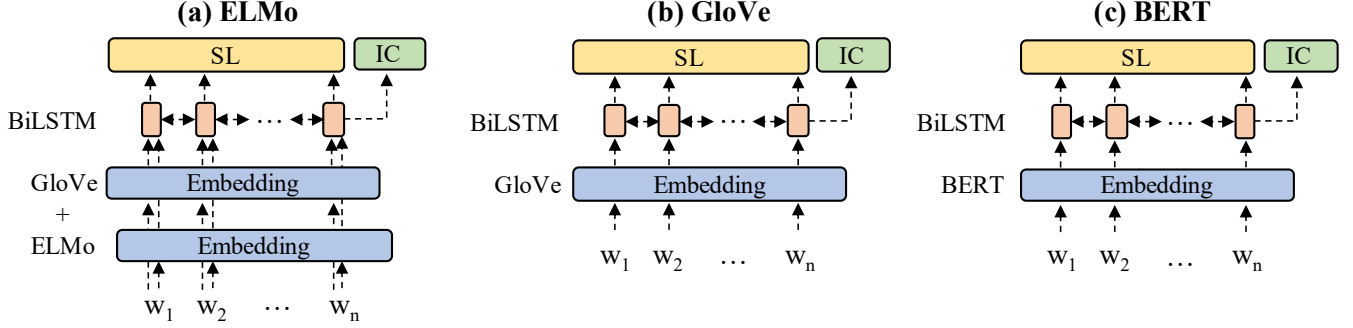 (a) ELMo
SL
IC
BiLSTM
...
GloVe
Embedding
+
ELMo
Embedding
w1 w2 ... wn
(b) GloVe
SL
IC
BiLSTM
...
GloVe
Embedding
w1 w2 ... wn
(c) BERT
SL
IC
BiLSTM
...
BERT
Embedding
w1 w2 ... wn